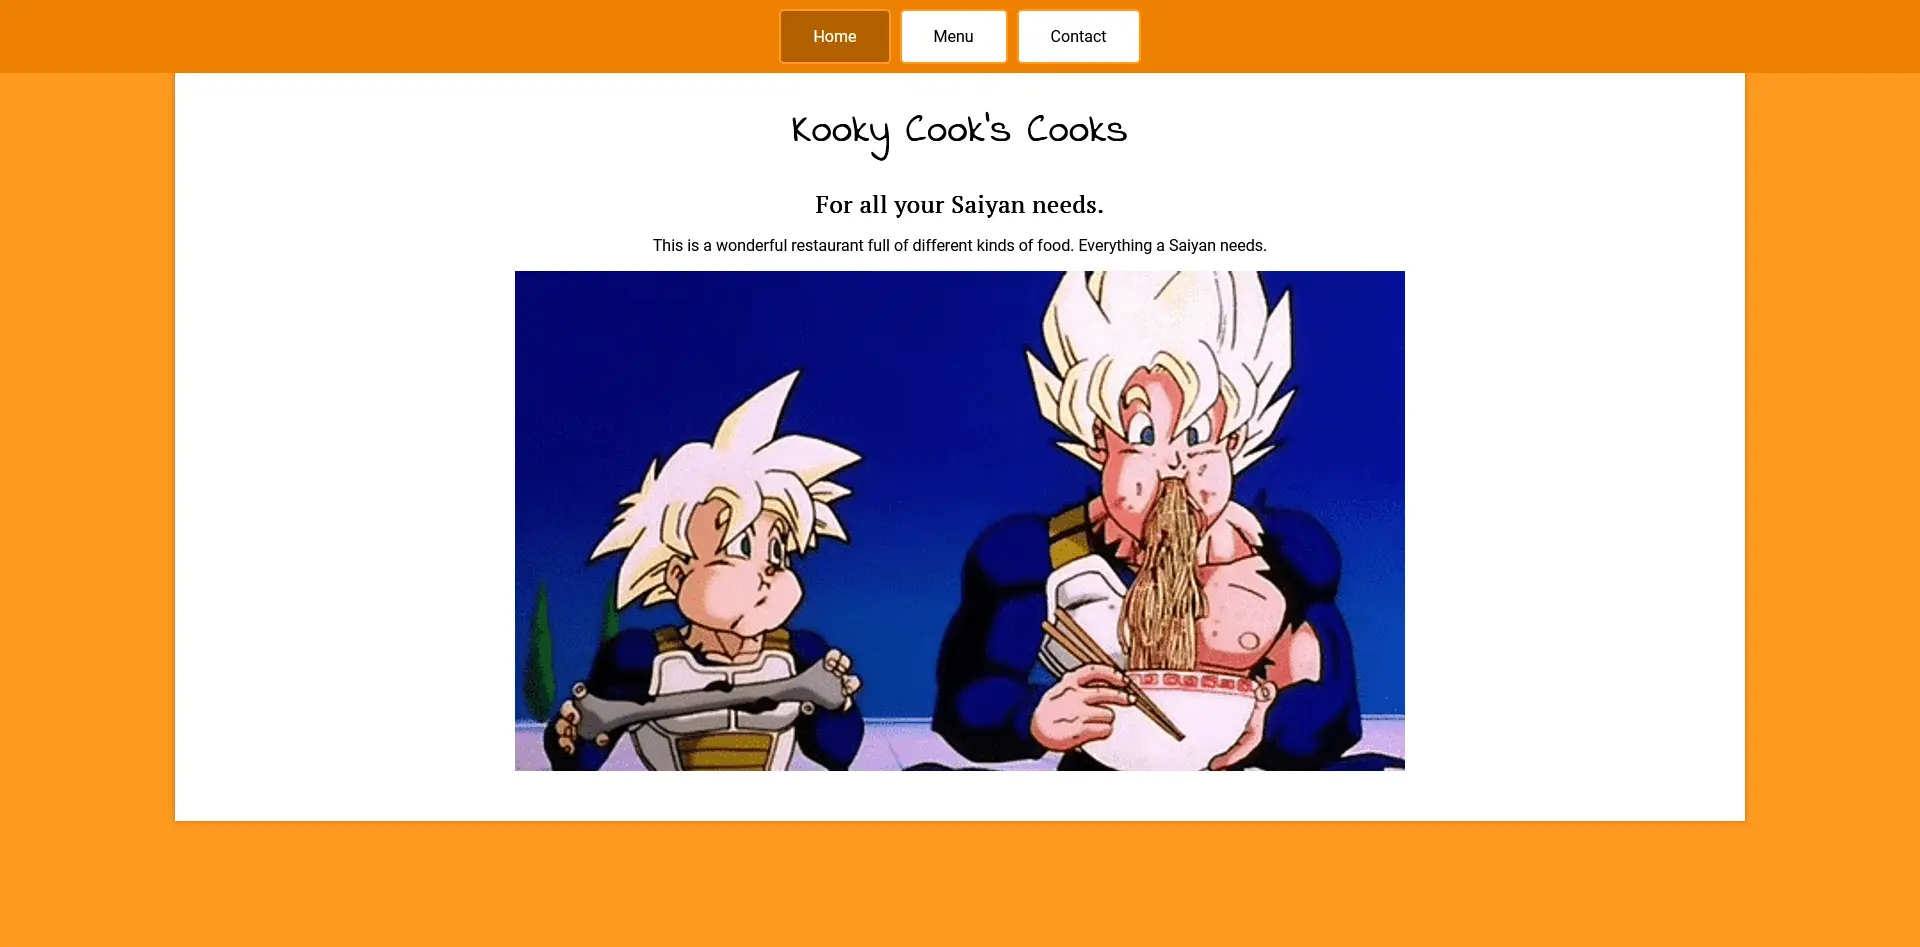 Home Menu Contact
Kooky Cook's Cooks
For all your Saiyan needs.
This is a wonderful restaurant full of different kinds of food. Everything a Saiyan needs.